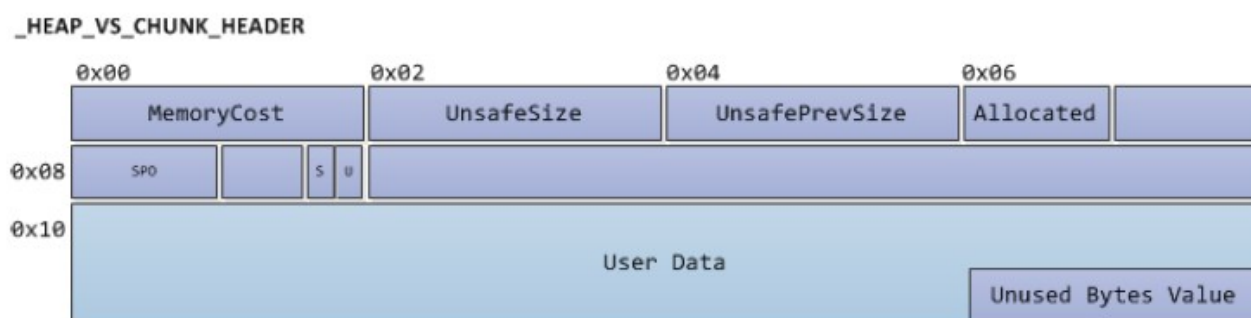 _HEAP_VS_CHUNK_HEADER
0x00 0x02 0x04 0x06
MemoryCost UnsafeSize UnsafePrevSize Allocated
0x08 SPO S U
0x10
User Data
Unused Bytes Value